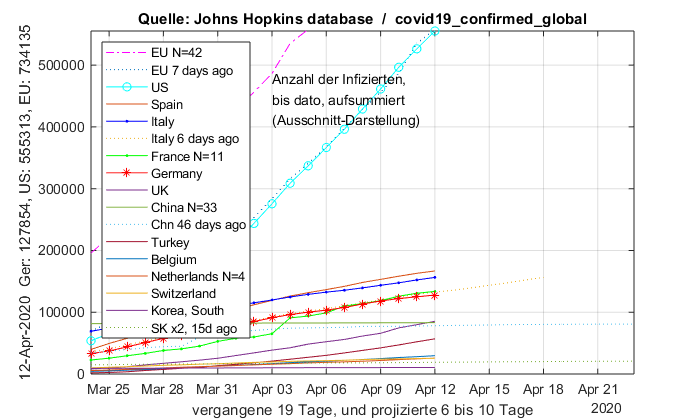 Quelle: Johns Hopkins database / covid19_confirmed_global
12-Apr-2020 Ger: 127854, US: 555313, EU: 734135
500000
400000
300000
200000
100000
0
EU N=42
EU 7 days ago
US
Spain
Italy
Italy 6 days ago
France N=11
Germany
UK
China N=33
Chn 46 days ago
Turkey
Belgium
Netherlands N=4
Switzerland
Korea, South
SK x2, 15d ago
Anzahl der Infizierten,
bis dato, aufsummiert
(Ausschnitt-Darstellung)
Mar 25 Mar 28 Mar 31 Apr 03 Apr 06 Apr 09 Apr 12 Apr 15 Apr 18 Apr 21
2020
vergangene 19 Tage, und projizierte 6 bis 10 Tage